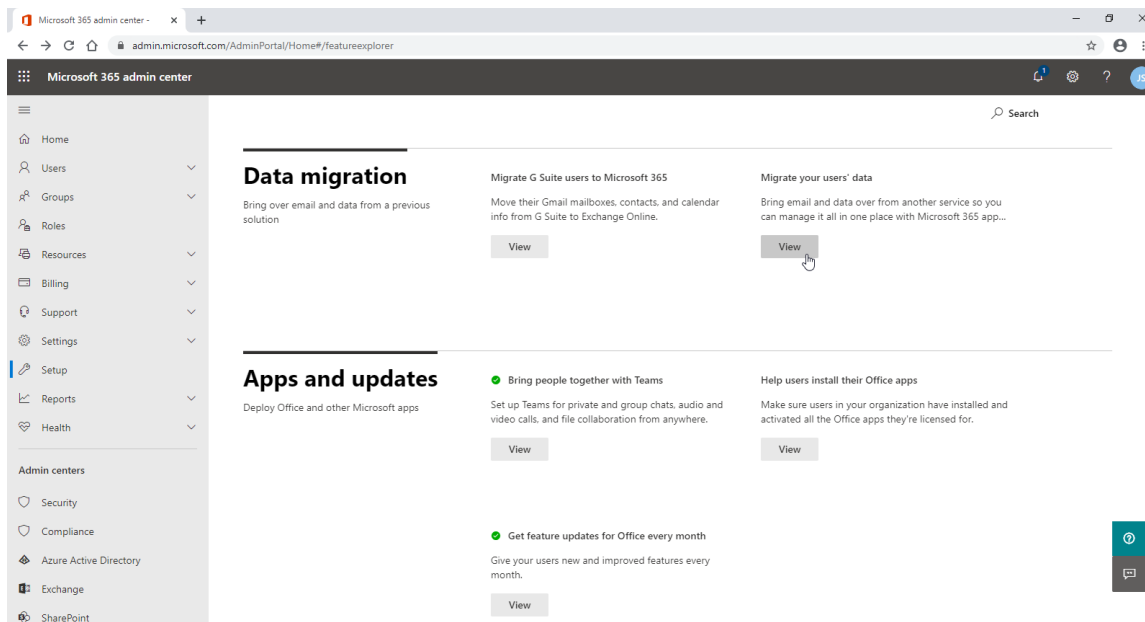 Microsoft 365 admin center -
admin.microsoft.com/AdminPortal/Home#/featureexplorer
Microsoft 365 admin center
1
JS
Search
Home
Users
Groups
Roles
Resources
Billing
Support
Settings
Setup
Reports
Health
Admin centers
Security
Compliance
Azure Active Directory
Exchange
SharePoint
Data migration
Bring over email and data from a previous
solution
Migrate G Suite users to Microsoft 365
Move their Gmail mailboxes, contacts, and calendar
info from G Suite to Exchange Online.
View
Migrate your users' data
Bring email and data over from another service so you
can manage it all in one place with Microsoft 365 app...
View
Apps and updates
Deploy Office and other Microsoft apps
Bring people together with Teams
Set up Teams for private and group chats, audio and
video calls, and file collaboration from anywhere.
View
Help users install their Office apps
Make sure users in your organization have installed and
activated all the Office apps they're licensed for.
View
Get feature updates for Office every month
Give your users new and improved features every
month.
View